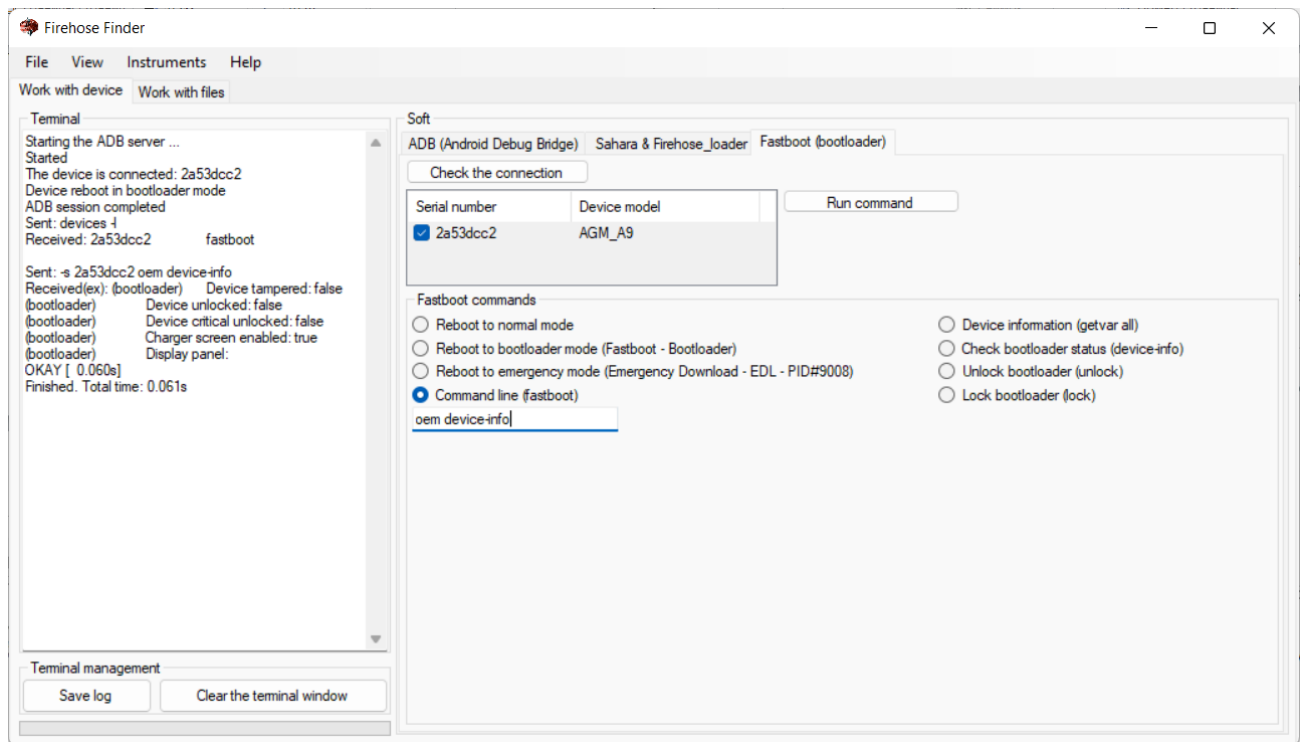 Firehose Finder
File View Instruments Help
Work with device Work with files
Terminal
Starting the ADB server ...
Started
The device is connected: 2a53dcc2
Device reboot in bootloader mode
ADB session completed
Sent: devices -l
Received: 2a53dcc2 fastboot
Sent: -s 2a53dcc2 oem device-info
Received(ex): (bootloader) Device tampered: false
(bootloader) Device unlocked: false
(bootloader) Device critical unlocked: false
(bootloader) Charger screen enabled: true
(bootloader) Display panel:
OKAY [ 0.060s]
Finished. Total time: 0.061s
Terminal management
Save log Clear the terminal window
Soft
ADB (Android Debug Bridge) Sahara & Firehose_loader Fastboot (bootloader)
Check the connection
Serial number Device model
2a53dcc2 AGM_A9
Run command
Fastboot commands
Reboot to normal mode
Reboot to bootloader mode (Fastboot - Bootloader)
Reboot to emergency mode (Emergency Download - EDL - PID#9008)
Command line (fastboot)
oem device-info
Device information (getvar all)
Check bootloader status (device-info)
Unlock bootloader (unlock)
Lock bootloader (lock)